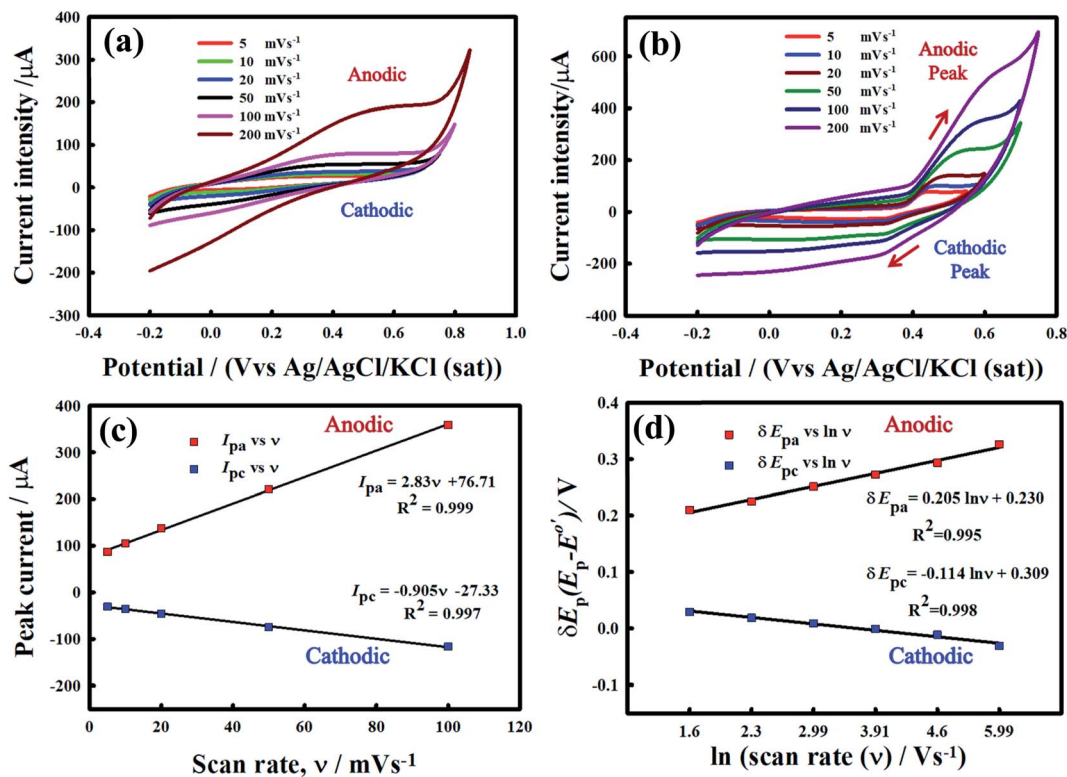 (a)
5 mVs-1
10 mVs-1
20 mVs-1
50 mVs-1
100 mVs-1
200 mVs-1
Anodic
Cathodic
400
300
200
100
0
-100
-200
-300
-0.4 -0.2 0.0 0.2 0.4 0.6 0.8 1.0
Current intensity /μA
Potential / (Vvs Ag/AgCl/KCl (sat))
(b)
5 mVs-1
10 mVs-1
20 mVs-1
50 mVs-1
100 mVs-1
200 mVs-1
Anodic
Peak
Cathodic
Peak
600
400
200
0
-200
-400
-0.4 -0.2 0.0 0.2 0.4 0.6 0.8
Current intensity/μA
Potential / (Vvs Ag/AgCl/KCl (sat))
(c)
Anodic
Ipa vs ν
Ipc vs ν
Ipa = 2.83ν +76.71
R2 = 0.999
Ipc = -0.905ν -27.33
R2 = 0.997
Cathodic
400
300
200
100
0
-100
-200
0 20 40 60 80 100 120
Peak current / μA
Scan rate, ν / mVs-1
(d)
Anodic
δ Epa vs ln ν
δ Epc vs ln ν
δ Epa = 0.205 lnν + 0.230
R2=0.995
δ Epc = -0.114 lnν + 0.309
R2=0.998
Cathodic
0.4
0.3
0.2
0.1
0.0
-0.1
1.6 2.3 2.99 3.91 4.6 5.99
δEp(Ep-Eo')/ V
ln (scan rate (ν) / Vs-1)